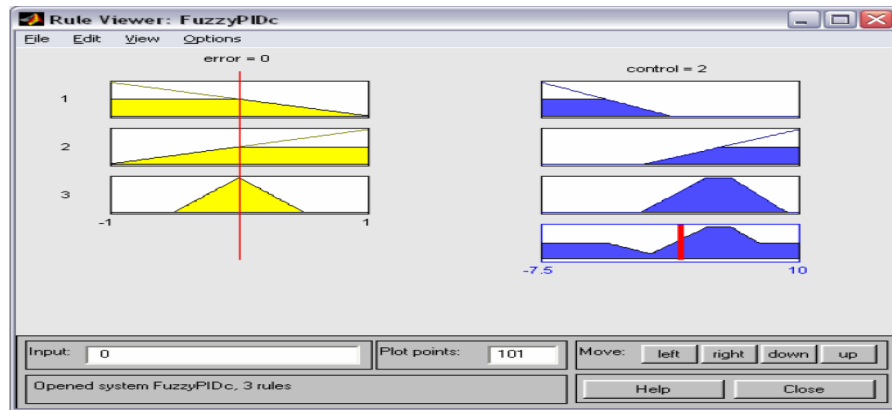 Rule Viewer: FuzzyPIDc
File Edit View Options
error = 0
control = 2
1
2
3
-1 1
-7.5 10
Input: 0
Plot points: 101
Move: left right down up
Opened system FuzzyPIDc, 3 rules
Help Close